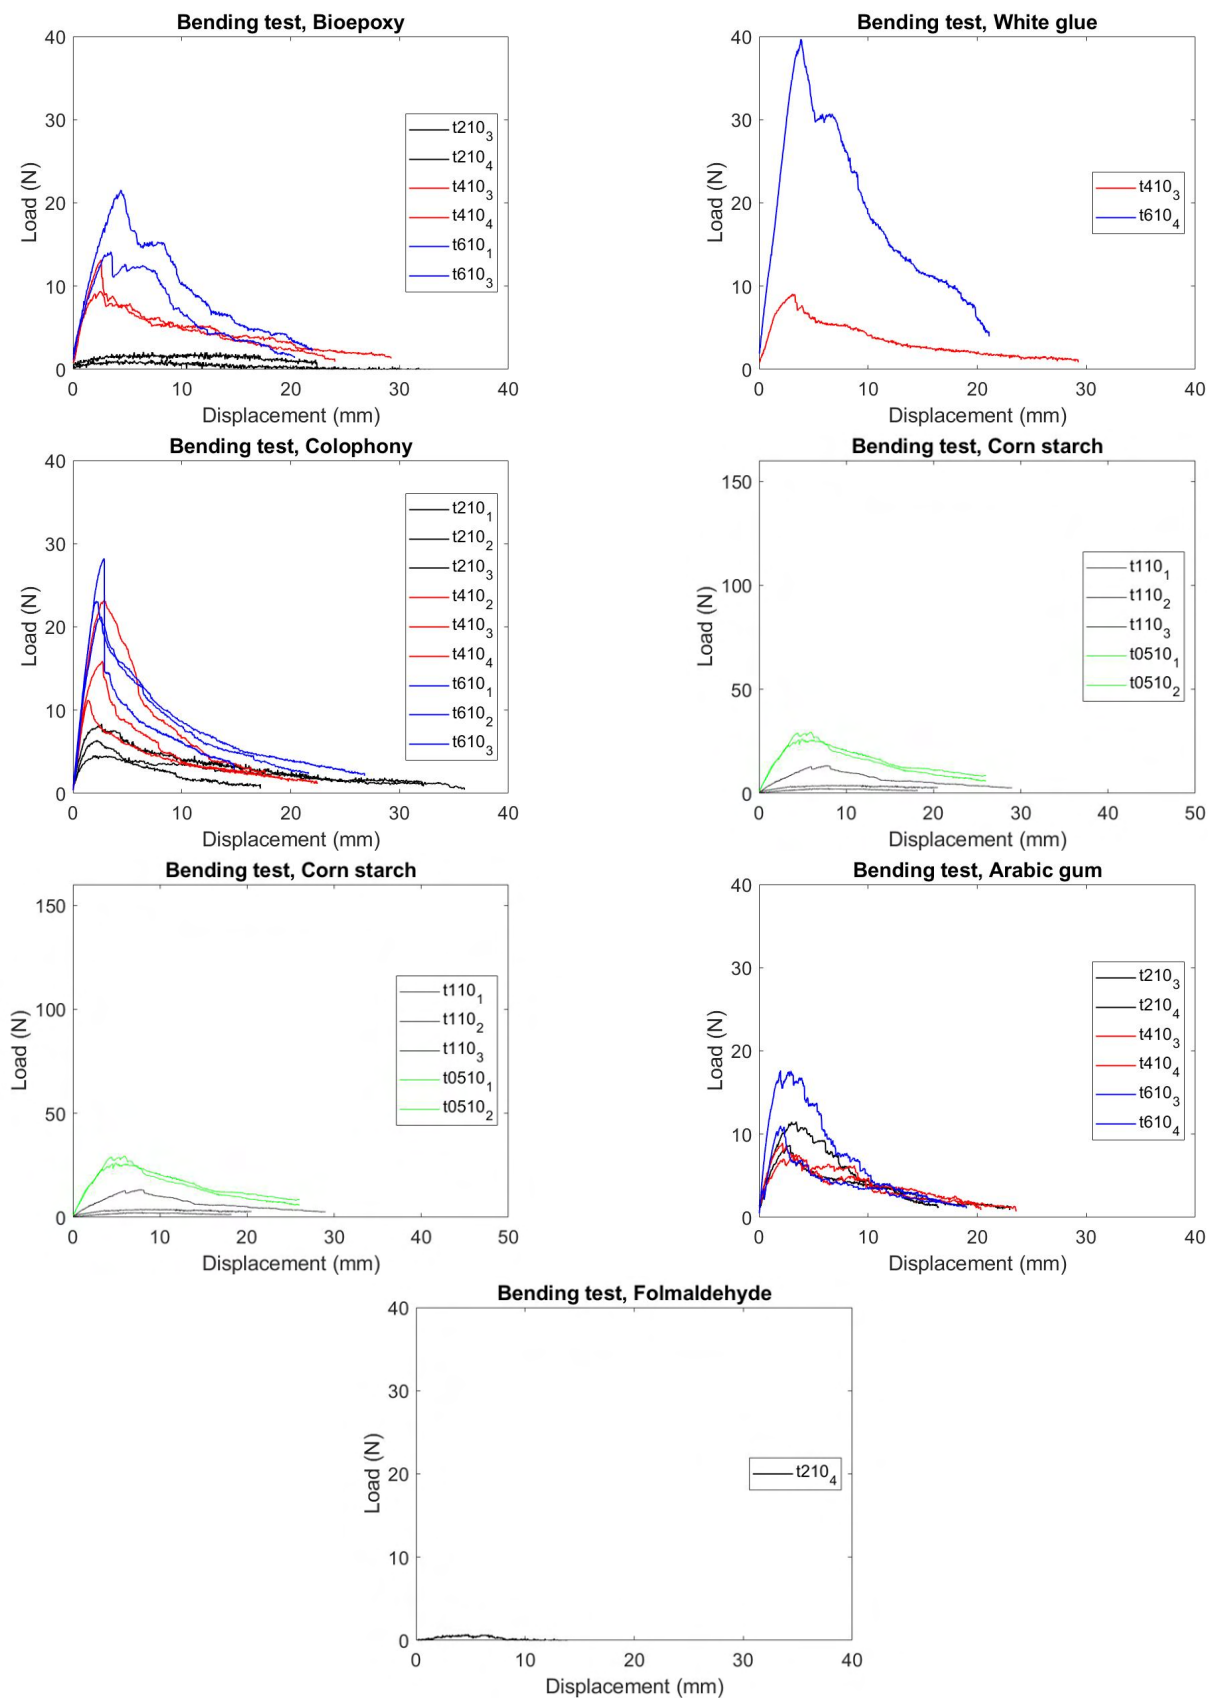 Bending test, Bioepoxy
40
30
20
10
0
Load (N)
t210₃
t210₄
t410₃
t410₄
t610₁
t610₃
0 10 20 30 40
Displacement (mm)
Bending test, White glue
40
30
20
10
0
Load (N)
t410₃
t610₄
0 10 20 30 40
Displacement (mm)
Bending test, Colophony
40
30
20
10
0
Load (N)
t210₁
t210₂
t210₃
t410₂
t410₃
t410₄
t610₁
t610₂
t610₃
0 10 20 30 40
Displacement (mm)
Bending test, Corn starch
150
100
50
0
Load (N)
t110₁
t110₂
t110₃
t0510₁
t0510₂
0 10 20 30 40 50
Displacement (mm)
Bending test, Corn starch
150
100
50
0
Load (N)
t110₁
t110₂
t110₃
t0510₁
t0510₂
0 10 20 30 40 50
Displacement (mm)
Bending test, Arabic gum
40
30
20
10
0
Load (N)
t210₃
t210₄
t410₃
t410₄
t610₃
t610₄
0 10 20 30 40
Displacement (mm)
Bending test, Folmaldehyde
40
30
20
10
0
Load (N)
t210₄
0 10 20 30 40
Displacement (mm)